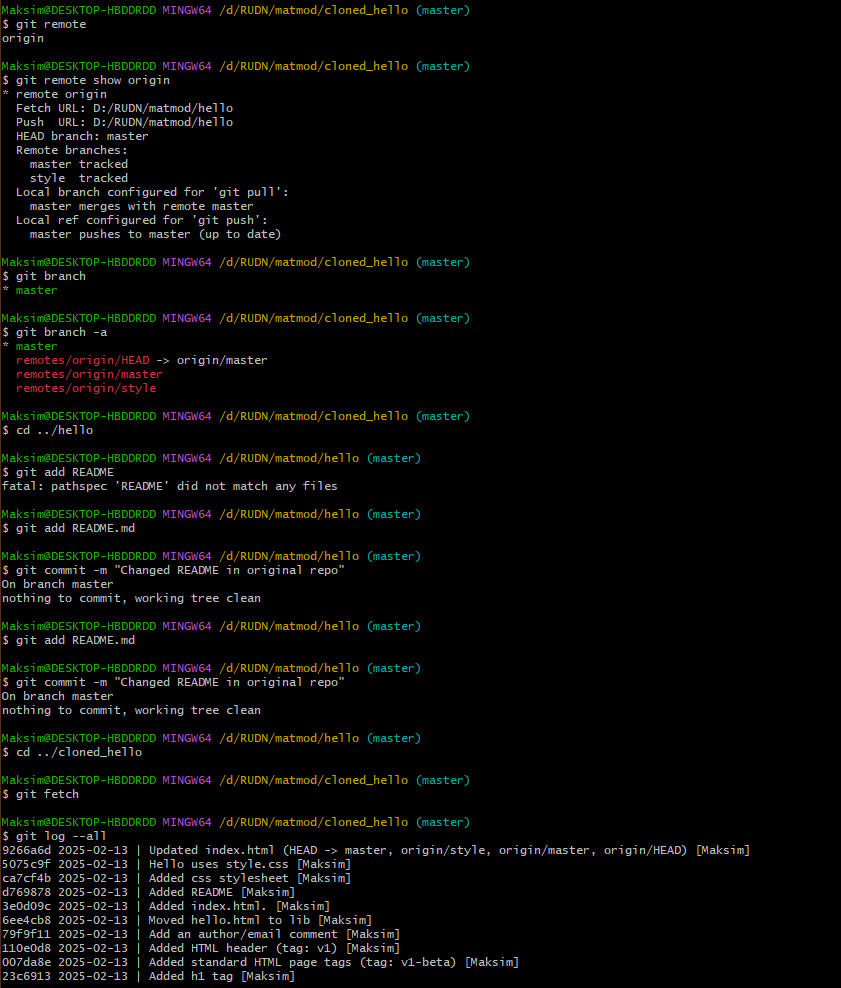 Maksim@DESKTOP-HBDDRDD MINGW64 /d/RUDN/matmod/cloned_hello (master)
$ git remote
origin

Maksim@DESKTOP-HBDDRDD MINGW64 /d/RUDN/matmod/cloned_hello (master)
$ git remote show origin
* remote origin
  Fetch URL: D:/RUDN/matmod/hello
  Push  URL: D:/RUDN/matmod/hello
  HEAD branch: master
  Remote branches:
    master tracked
    style  tracked
  Local branch configured for 'git pull':
    master merges with remote master
  Local ref configured for 'git push':
    master pushes to master (up to date)

Maksim@DESKTOP-HBDDRDD MINGW64 /d/RUDN/matmod/cloned_hello (master)
$ git branch
* master

Maksim@DESKTOP-HBDDRDD MINGW64 /d/RUDN/matmod/cloned_hello (master)
$ git branch -a
* master
  remotes/origin/HEAD -> origin/master
  remotes/origin/master
  remotes/origin/style

Maksim@DESKTOP-HBDDRDD MINGW64 /d/RUDN/matmod/cloned_hello (master)
$ cd ../hello

Maksim@DESKTOP-HBDDRDD MINGW64 /d/RUDN/matmod/hello (master)
$ git add README
fatal: pathspec 'README' did not match any files

Maksim@DESKTOP-HBDDRDD MINGW64 /d/RUDN/matmod/hello (master)
$ git add README.md

Maksim@DESKTOP-HBDDRDD MINGW64 /d/RUDN/matmod/hello (master)
$ git commit -m "Changed README in original repo"
On branch master
nothing to commit, working tree clean

Maksim@DESKTOP-HBDDRDD MINGW64 /d/RUDN/matmod/hello (master)
$ git add README.md

Maksim@DESKTOP-HBDDRDD MINGW64 /d/RUDN/matmod/hello (master)
$ git commit -m "Changed README in original repo"
On branch master
nothing to commit, working tree clean

Maksim@DESKTOP-HBDDRDD MINGW64 /d/RUDN/matmod/hello (master)
$ cd ../cloned_hello

Maksim@DESKTOP-HBDDRDD MINGW64 /d/RUDN/matmod/cloned_hello (master)
$ git fetch

Maksim@DESKTOP-HBDDRDD MINGW64 /d/RUDN/matmod/cloned_hello (master)
$ git log --all
9266a6d 2025-02-13 | Updated index.html (HEAD -> master, origin/style, origin/master, origin/HEAD) [Maksim]
5075c9f 2025-02-13 | Hello uses style.css [Maksim]
ca7cf4b 2025-02-13 | Added css stylesheet [Maksim]
d769878 2025-02-13 | Added README [Maksim]
3e0d09c 2025-02-13 | Added index.html. [Maksim]
6ee4cb8 2025-02-13 | Moved hello.html to lib [Maksim]
79f9f11 2025-02-13 | Add an author/email comment [Maksim]
110e0d8 2025-02-13 | Added HTML header (tag: v1) [Maksim]
007da8e 2025-02-13 | Added standard HTML page tags (tag: v1-beta) [Maksim]
23c6913 2025-02-13 | Added h1 tag [Maksim]